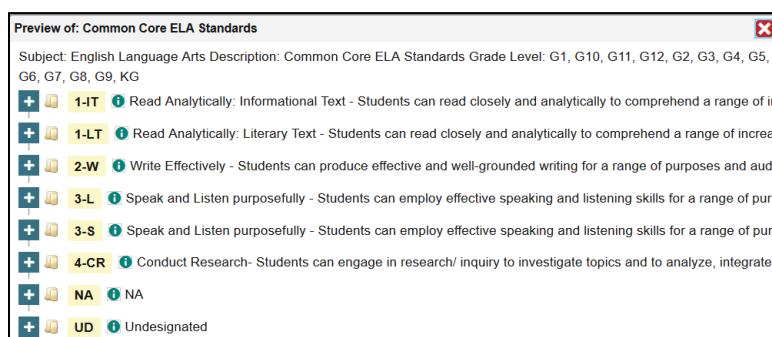 Preview of: Common Core ELA Standards
Subject: English Language Arts Description: Common Core ELA Standards Grade Level: G1, G10, G11, G12, G2, G3, G4, G5,
G6, G7, G8, G9, KG
1-IT Read Analytically: Informational Text - Students can read closely and analytically to comprehend a range of
1-LT Read Analytically: Literary Text - Students can read closely and analytically to comprehend a range of
2-W Write Effectively - Students can produce effective and well-grounded writing for a range of purposes and
3-L Speak and Listen purposefully - Students can employ effective speaking and listening skills for a range of
3-S Speak and Listen purposefully - Students can employ effective speaking and listening skills for a range of
4-CR Conduct Research- Students can engage in research/ inquiry to investigate topics and to analyze, integrate
NA NA
UD Undesignated